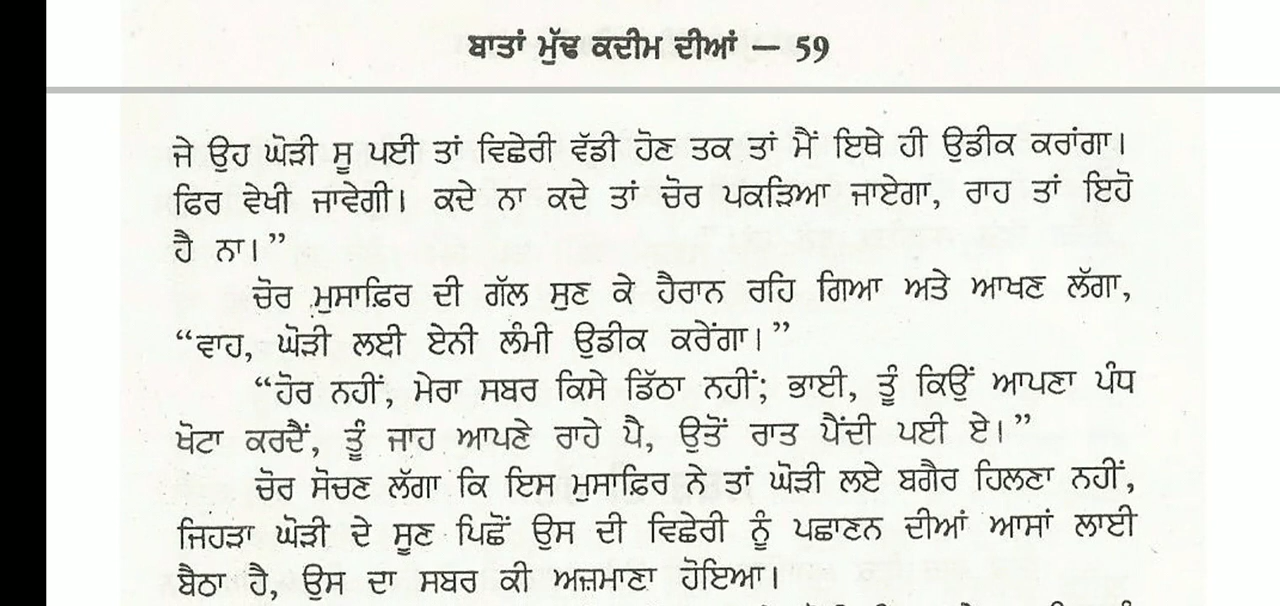 ਬਾਤਾਂ ਮੁੱਢ ਕਦੀਮ ਦੀਆਂ — 59
ਜੇ ਉਹ ਘੋੜੀ ਸੂ ਪਈ ਤਾਂ ਵਿਛੇਰੀ ਵੱਡੀ ਹੋਣ ਤਕ ਤਾਂ ਮੈਂ ਇਥੇ ਹੀ ਉਡੀਕ ਕਰਾਂਗਾ।
ਫਿਰ ਵੇਖੀ ਜਾਵੇਗੀ। ਕਦੇ ਨਾ ਕਦੇ ਤਾਂ ਚੋਰ ਪਕੜਿਆ ਜਾਏਗਾ, ਰਾਹ ਤਾਂ ਇਹੋ
ਹੈ ਨਾ।”
ਚੋਰ ਮੁਸਾਫ਼ਿਰ ਦੀ ਗੱਲ ਸੁਣ ਕੇ ਹੈਰਾਨ ਰਹਿ ਗਿਆ ਅਤੇ ਆਖਣ ਲੱਗਾ,
“ਵਾਹ, ਘੋੜੀ ਲਈ ਏਨੀ ਲੰਮੀ ਉਡੀਕ ਕਰੇਂਗਾ।”
“ਹੋਰ ਨਹੀਂ, ਮੇਰਾ ਸਬਰ ਕਿਸੇ ਡਿੱਠਾ ਨਹੀਂ; ਭਾਈ, ਤੂੰ ਕਿਉਂ ਆਪਣਾ ਪੰਧ
ਖੋਟਾ ਕਰਦੈਂ, ਤੂੰ ਜਾਹ ਆਪਣੇ ਰਾਹੇ ਪੈ, ਉਤੋਂ ਰਾਤ ਪੈਂਦੀ ਪਈ ਏ।”
ਚੋਰ ਸੋਚਣ ਲੱਗਾ ਕਿ ਇਸ ਮੁਸਾਫ਼ਿਰ ਨੇ ਤਾਂ ਘੋੜੀ ਲਏ ਬਗੈਰ ਹਿਲਣਾ ਨਹੀਂ,
ਜਿਹੜਾ ਘੋੜੀ ਦੇ ਸੂਣ ਪਿਛੋਂ ਉਸ ਦੀ ਵਿਛੇਰੀ ਨੂੰ ਪਛਾਣਨ ਦੀਆਂ ਆਸਾਂ ਲਾਈ
ਬੈਠਾ ਹੈ, ਉਸ ਦਾ ਸਬਰ ਕੀ ਅਜ਼ਮਾਣਾ ਹੋਇਆ।